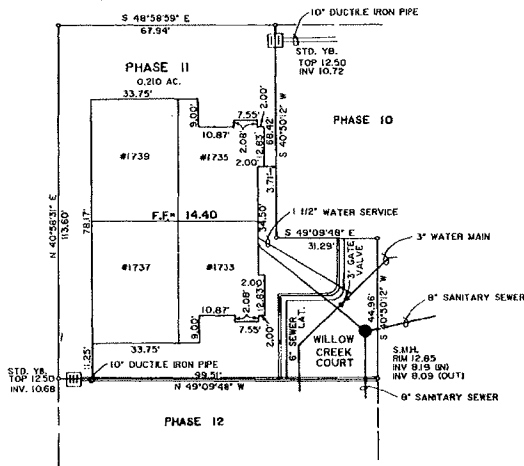 S 48°58'59" E
67.94'
10" DUCTILE IRON PIPE
STD. YB.
TOP 12.50
INV 10.72
PHASE 11
0.210 AC.
33.75'
9.00'
10.87'
7.55'
2.08'
2.00'
2.00'
12.83'
68.42'
S 40°50'12" W
PHASE 10
#1739
#1735
3.71'
N 40°58'31" E
113.60'
78.17'
F.F.= 14.40
34.50'
1 1/2" WATER SERVICE
S 49°09'48" E
31.29'
3" WATER MAIN
3" GATE VALVE
#1737
#1733
2.00'
2.08'
12.83'
10.87'
7.55'
2.00'
9.00'
44.96'
S 40°50'12" W
8" SANITARY SEWER
6" SEWER LAT.
WILLOW
CREEK
COURT
S.M.H.
RIM 12.85
INV 8.19 (IN)
INV 8.09 (OUT)
33.75'
11.25'
10" DUCTILE IRON PIPE
STD. YB.
TOP 12.50
INV. 10.68
99.51'
N 49°09'48" W
8" SANITARY SEWER
PHASE 12